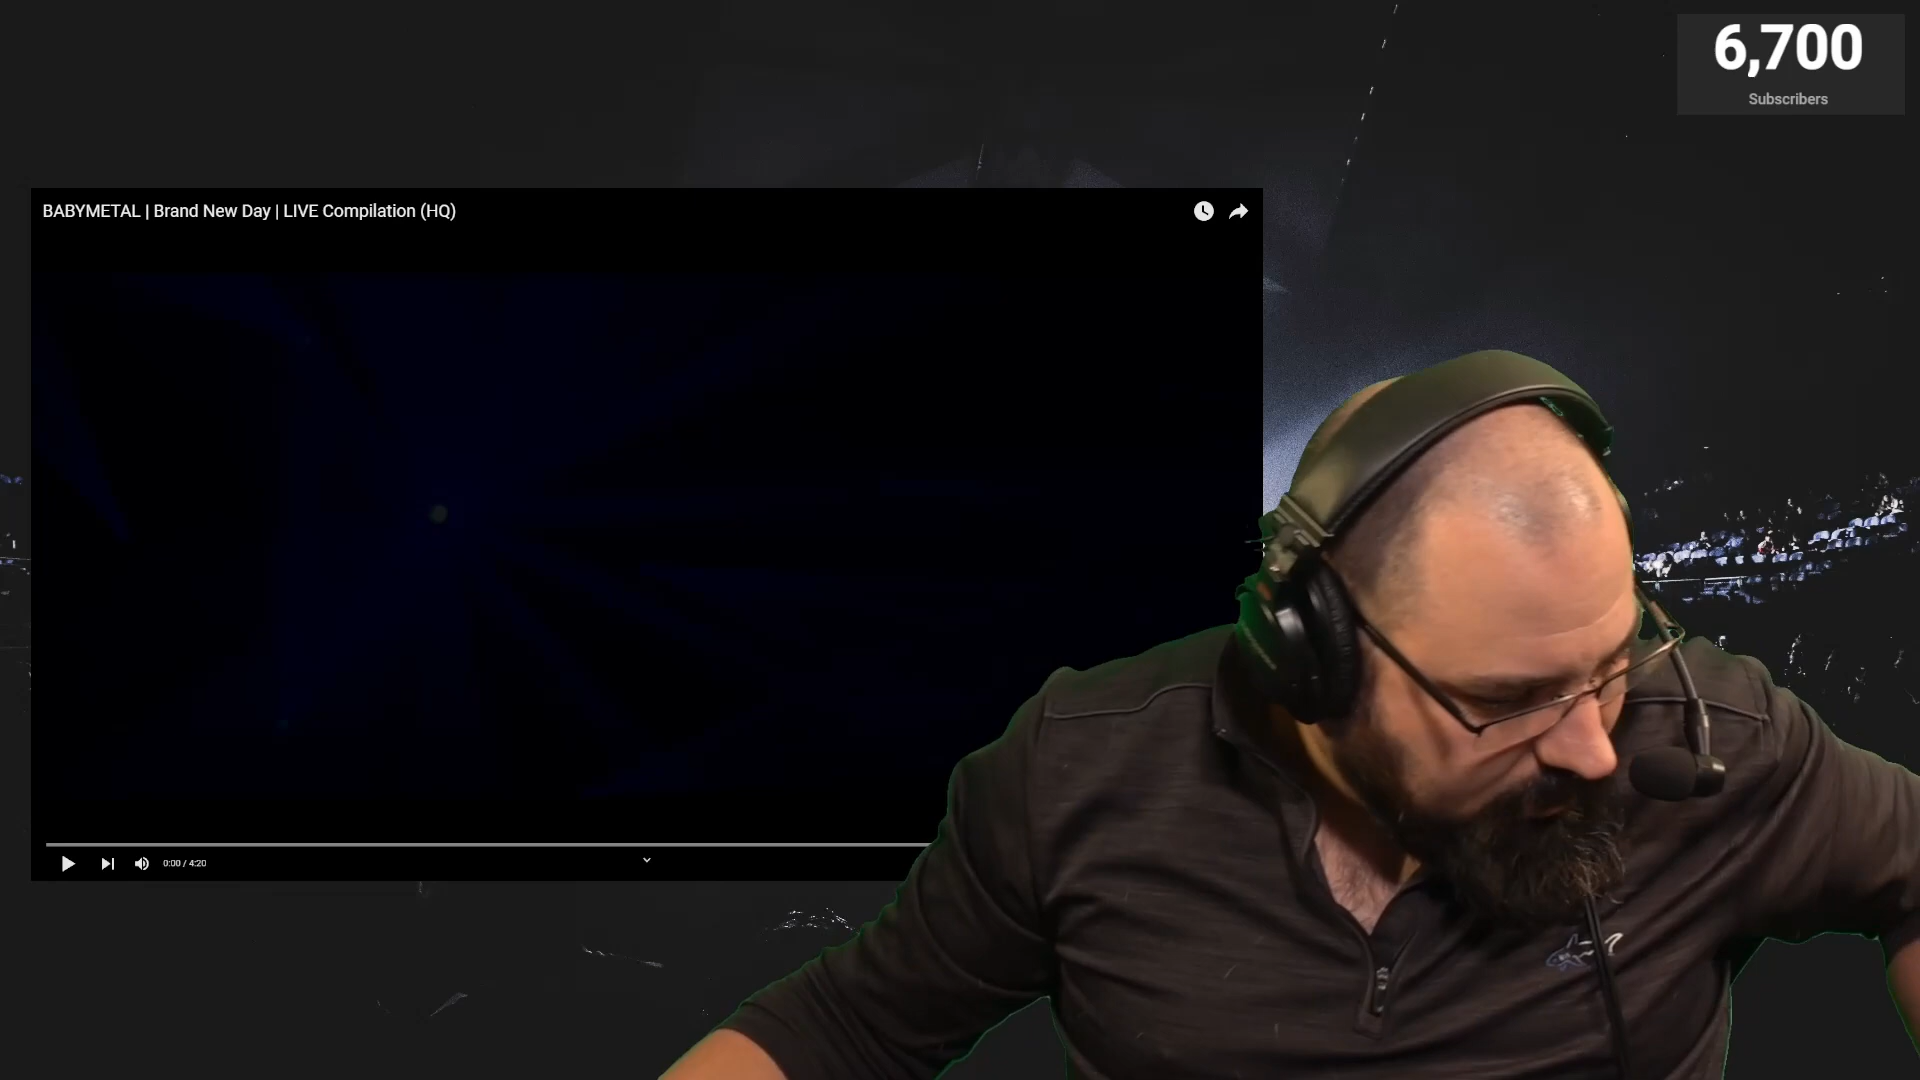 6,700
Subscribers
BABYMETAL | Brand New Day | LIVE Compilation (HQ)
0:00 / 4:20